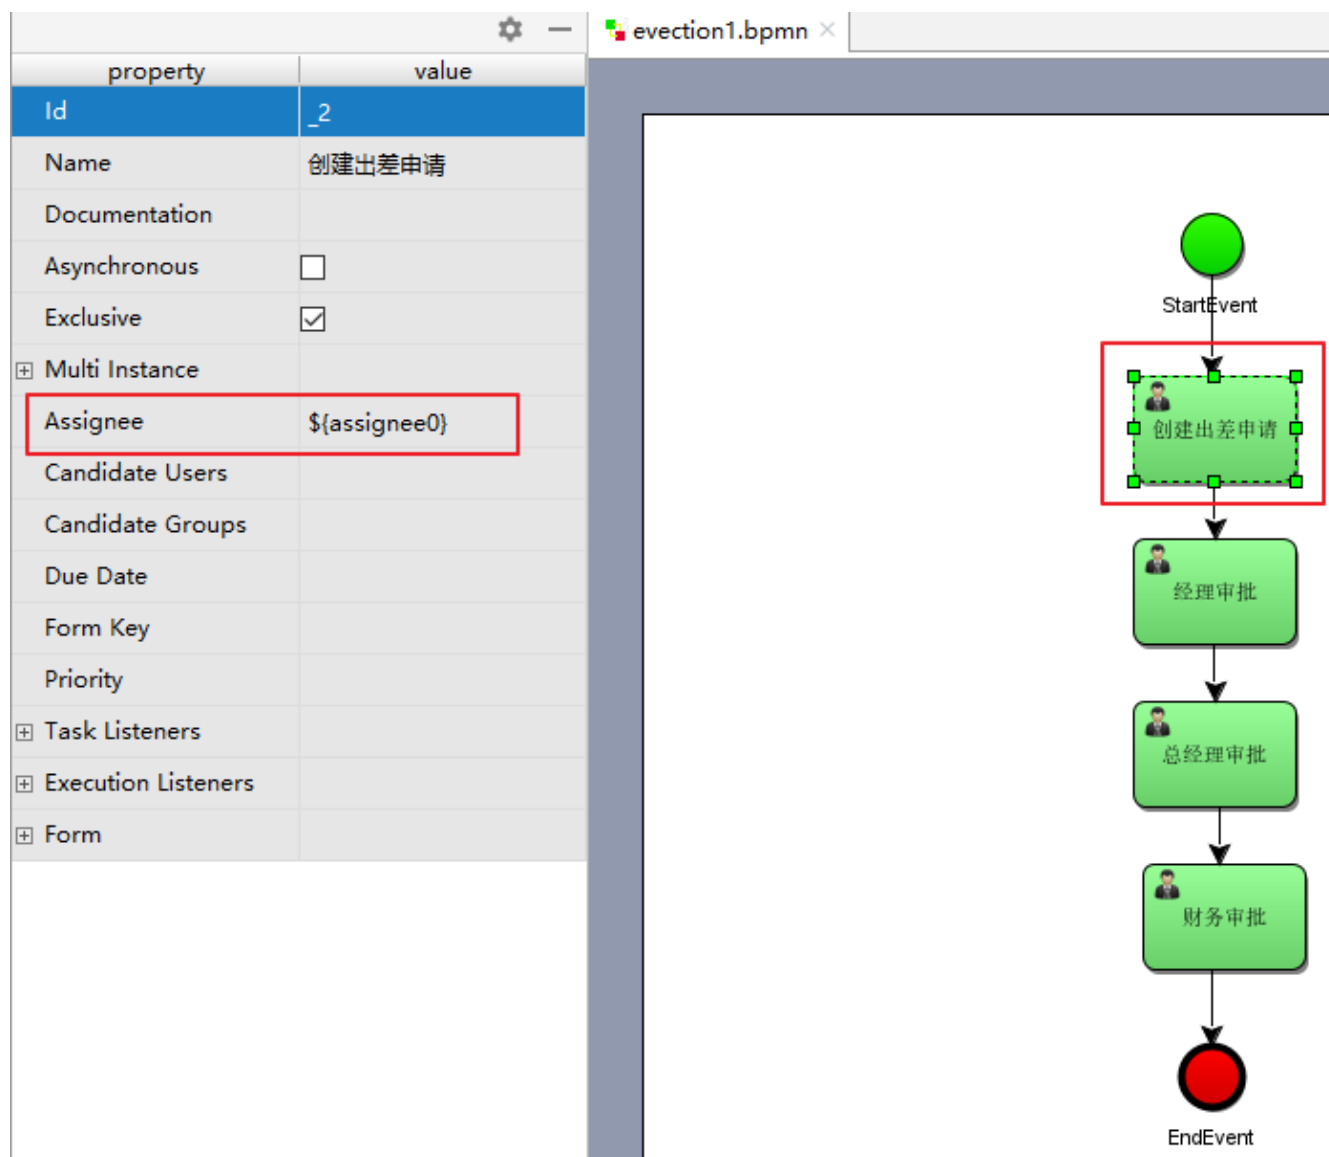 evection1.bpmn
property value
Id _2
Name 创建出差申请
Documentation
Asynchronous
Exclusive
Multi Instance
Assignee ${assignee0}
Candidate Users
Candidate Groups
Due Date
Form Key
Priority
Task Listeners
Execution Listeners
Form
StartEvent
创建出差申请
经理审批
总经理审批
财务审批
EndEvent